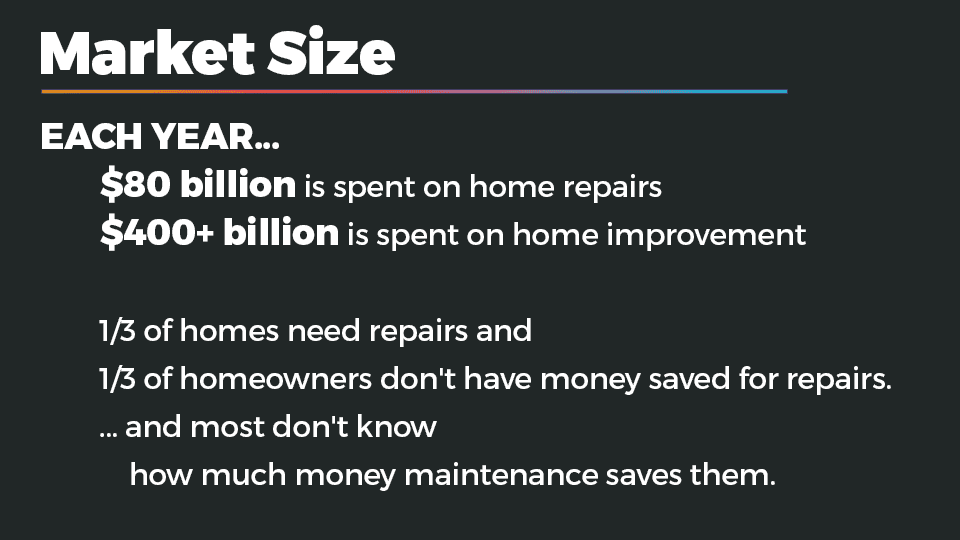 Market Size
EACH YEAR...
$80 billion is spent on home repairs
$400+ billion is spent on home improvement
1/3 of homes need repairs and
1/3 of homeowners don't have money saved for repairs.
... and most don't know
how much money maintenance saves them.